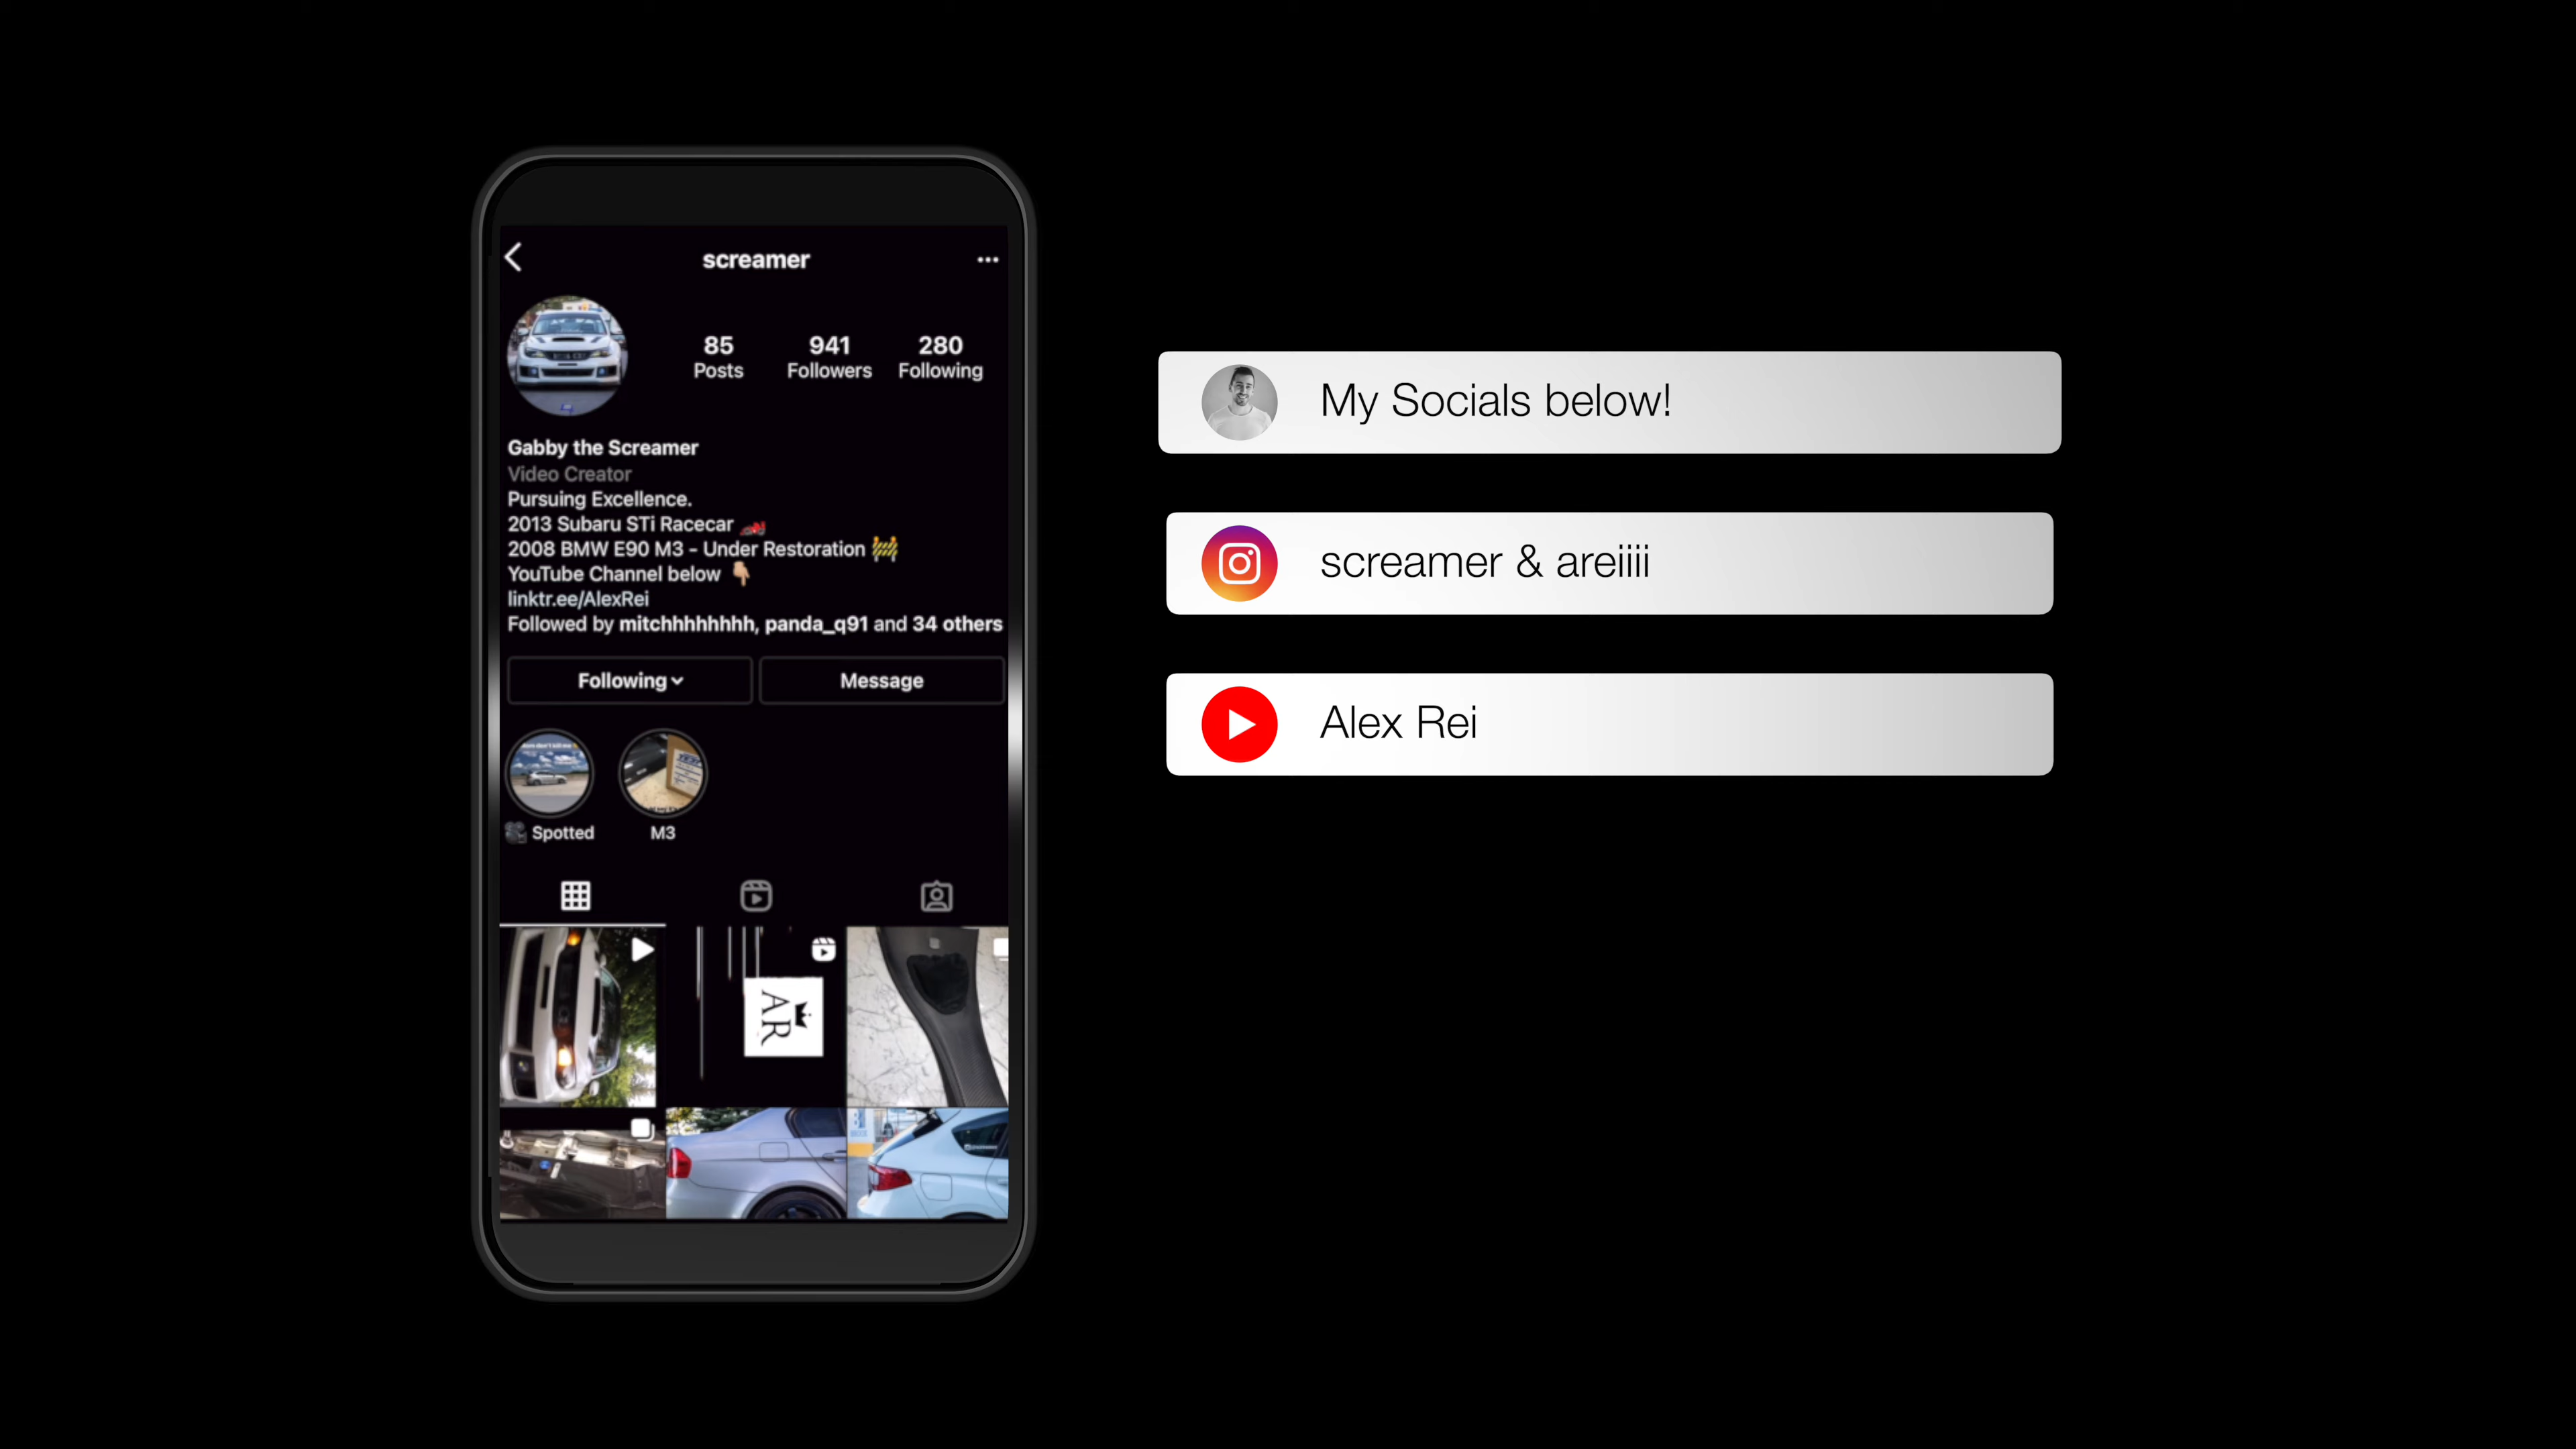 screamer
85
Posts
941
Followers
280
Following
Gabby the Screamer
Video Creator
Pursuing Excellence.
2013 Subaru STi Racecar 🏎️
2008 BMW E90 M3 - Under Restoration 🚧
YouTube Channel below 👇🏼
linktr.ee/AlexRei
Followed by mitchhhhhhhh, panda_q91 and 34 others
Following
Message
🎥 Spotted
M3
AR
My Socials below!
screamer & areiiii
Alex Rei